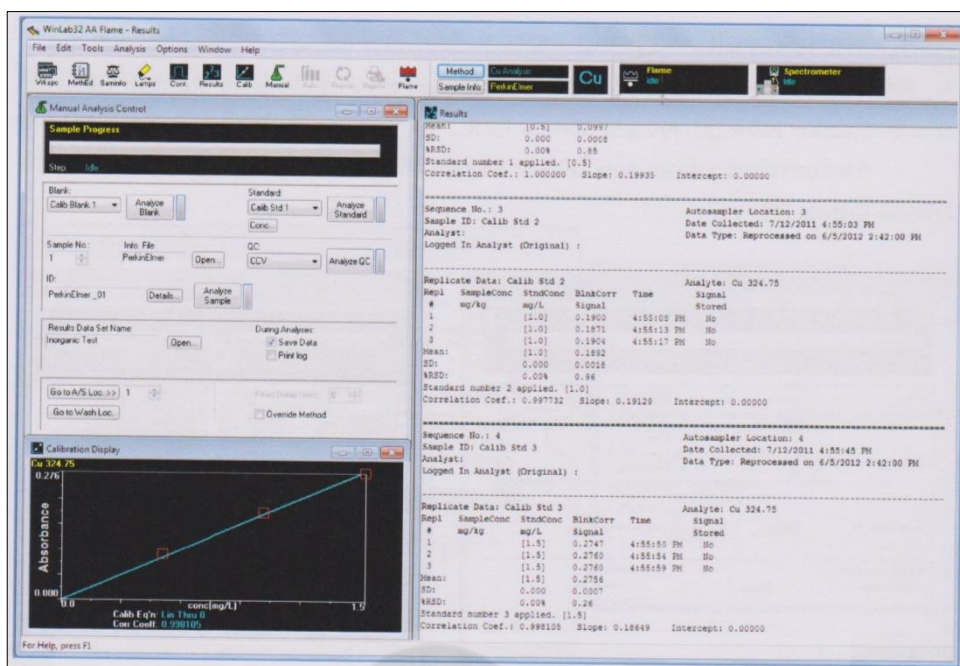 WinLab32 AA Flame - Results
File Edit Tools Analysis Options Window Help
Wrkspc MethEd SamInfo Lamps Cont Results Calib Manual Flame
Method Cu Analysis
Sample Info: PerkinElmer
Cu
Flame
Idle
Spectrometer
Idle
Manual Analysis Control
Sample Progress
Step: Idle
Blank:
Calib Blank 1
Analyze Blank
Standard:
Calib Std 1
Analyze Standard
Conc...
Sample No.:
1
Info. File:
PerkinElmer
Open...
QC:
CCV
Analyze QC
ID:
PerkinElmer_01
Details...
Analyze Sample
Results Data Set Name:
Inorganic Test
Open...
During Analyses:
Save Data
Print log
Go to A/S Loc. >> 1
Go to Wash Loc.
Override Method
Calibration Display
Cu 324.75
0.276
Absorbance
0.000
0.0
conc(mg/L)
1.5
Calib Eq'n: Lin Thru 0
Corr Coeff: 0.998105
Results
Mean: [0.5] 0.0997
SD: 0.000 0.0008
%RSD: 0.00% 0.85
Standard number 1 applied. [0.5]
Correlation Coef.: 1.000000 Slope: 0.19935 Intercept: 0.00000
Sequence No.: 3 Autosampler Location: 3
Sample ID: Calib Std 2 Date Collected: 7/12/2011 4:55:03 PM
Analyst: Data Type: Reprocessed on 6/5/2012 2:42:00 PM
Logged In Analyst (Original) :
Replicate Data: Calib Std 2 Analyte: Cu 324.75
Repl SampleConc StndConc BlnkCorr Time Signal
# mg/kg mg/L Signal Stored
1 [1.0] 0.1900 4:55:08 PM No
2 [1.0] 0.1871 4:55:13 PM No
3 [1.0] 0.1904 4:55:17 PM No
Mean: [1.0] 0.1892
SD: 0.000 0.0018
%RSD: 0.00% 0.96
Standard number 2 applied. [1.0]
Correlation Coef.: 0.997732 Slope: 0.19129 Intercept: 0.00000
Sequence No.: 4 Autosampler Location: 4
Sample ID: Calib Std 3 Date Collected: 7/12/2011 4:55:45 PM
Analyst: Data Type: Reprocessed on 6/5/2012 2:42:00 PM
Logged In Analyst (Original) :
Replicate Data: Calib Std 3 Analyte: Cu 324.75
Repl SampleConc StndConc BlnkCorr Time Signal
# mg/kg mg/L Signal Stored
1 [1.5] 0.2747 4:55:50 PM No
2 [1.5] 0.2760 4:55:54 PM No
3 [1.5] 0.2760 4:55:59 PM No
Mean: [1.5] 0.2756
SD: 0.000 0.0007
%RSD: 0.00% 0.26
Standard number 3 applied. [1.5]
Correlation Coef.: 0.998105 Slope: 0.18649 Intercept: 0.00000
For Help, press F1